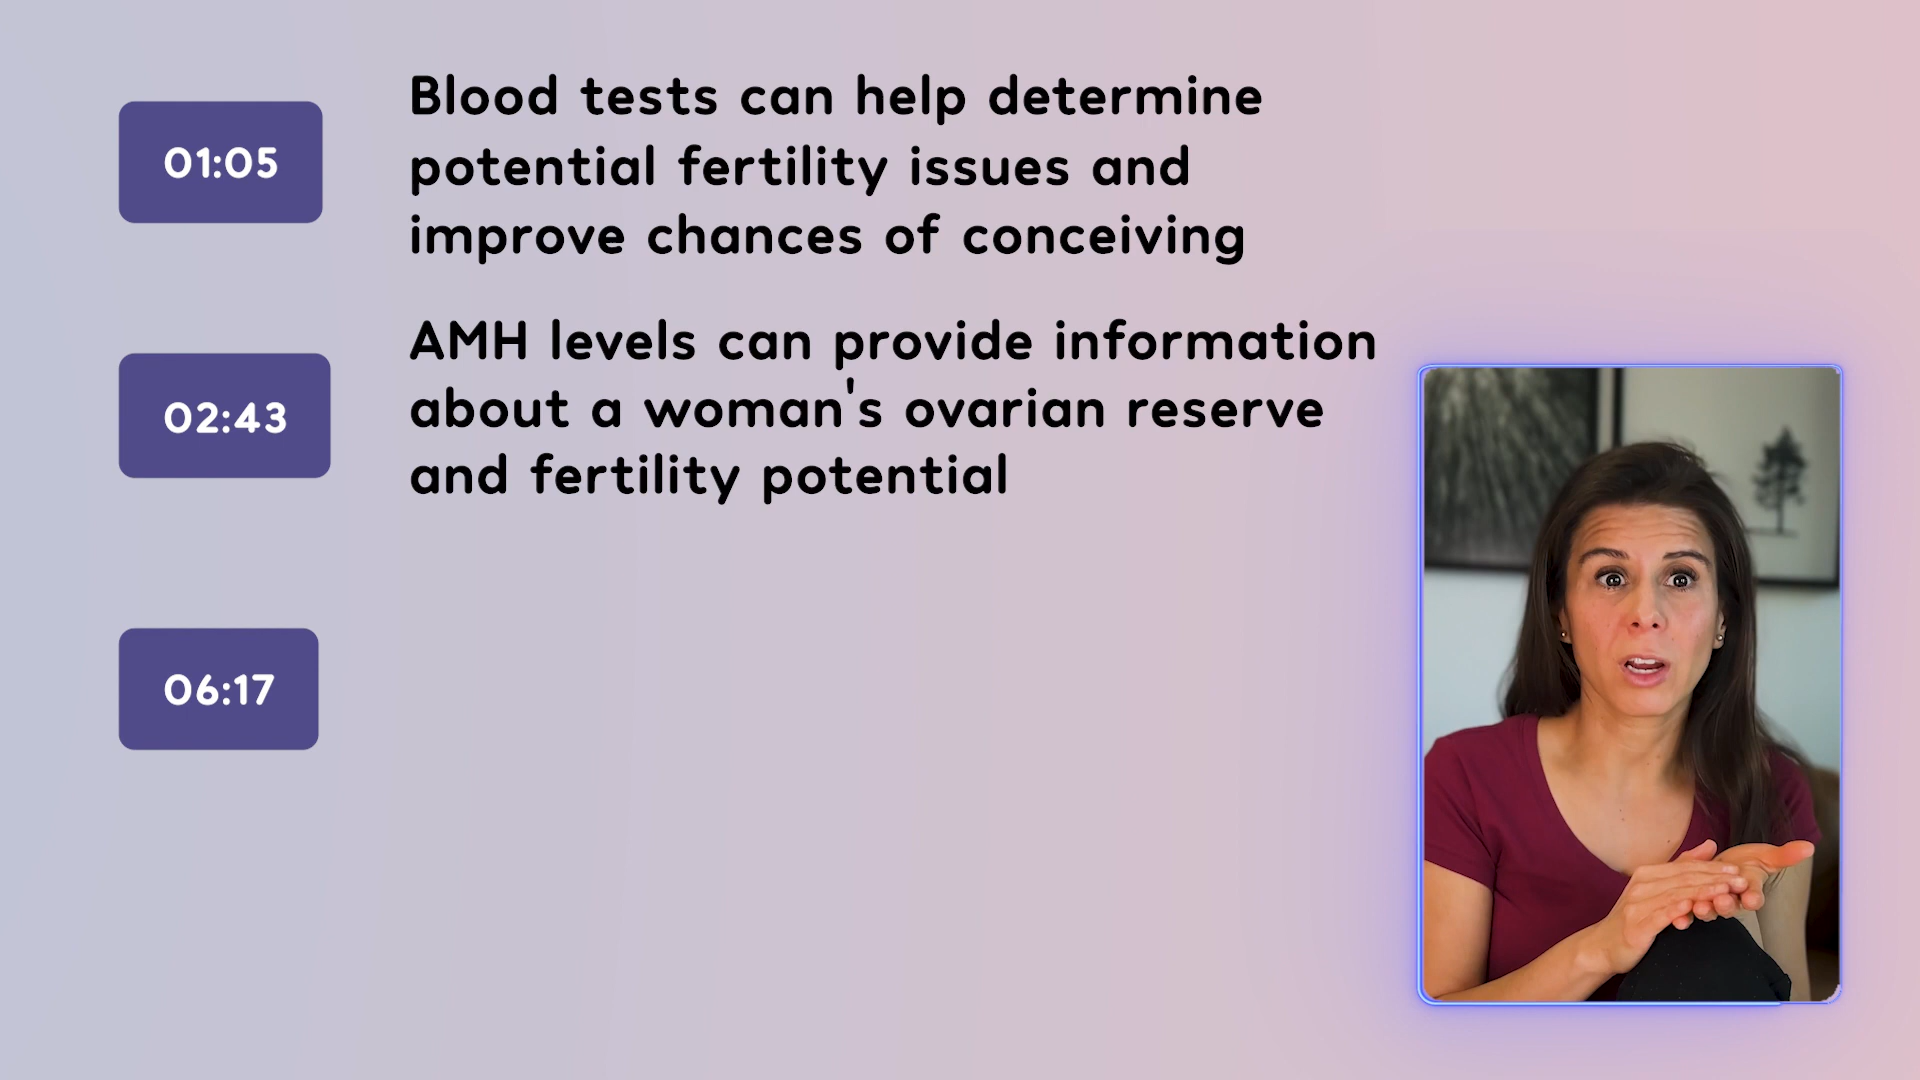 01:05
Blood tests can help determine
potential fertility issues and
improve chances of conceiving
02:43
AMH levels can provide information
about a woman's ovarian reserve
and fertility potential
06:17